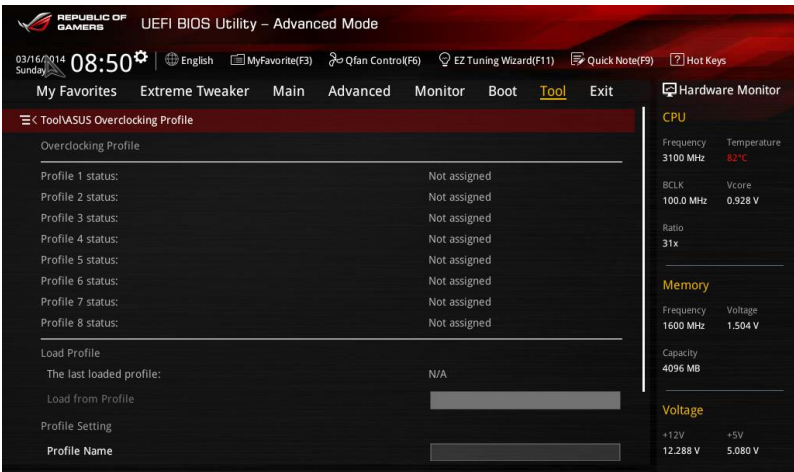 REPUBLIC OF
GAMERS
UEFI BIOS Utility – Advanced Mode
03/16/2014
Sunday
08:50
English
MyFavorite(F3)
Qfan Control(F6)
EZ Tuning Wizard(F11)
Quick Note(F9)
? Hot Keys
My Favorites
Extreme Tweaker
Main
Advanced
Monitor
Boot
Tool
Exit
Hardware Monitor
< Tool\ASUS Overclocking Profile
Overclocking Profile
Profile 1 status: Not assigned
Profile 2 status: Not assigned
Profile 3 status: Not assigned
Profile 4 status: Not assigned
Profile 5 status: Not assigned
Profile 6 status: Not assigned
Profile 7 status: Not assigned
Profile 8 status: Not assigned
Load Profile
The last loaded profile: N/A
Load from Profile
Profile Setting
Profile Name
CPU
Frequency Temperature
3100 MHz 82°C
BCLK Vcore
100.0 MHz 0.928 V
Ratio
31x
Memory
Frequency Voltage
1600 MHz 1.504 V
Capacity
4096 MB
Voltage
+12V +5V
12.288 V 5.080 V